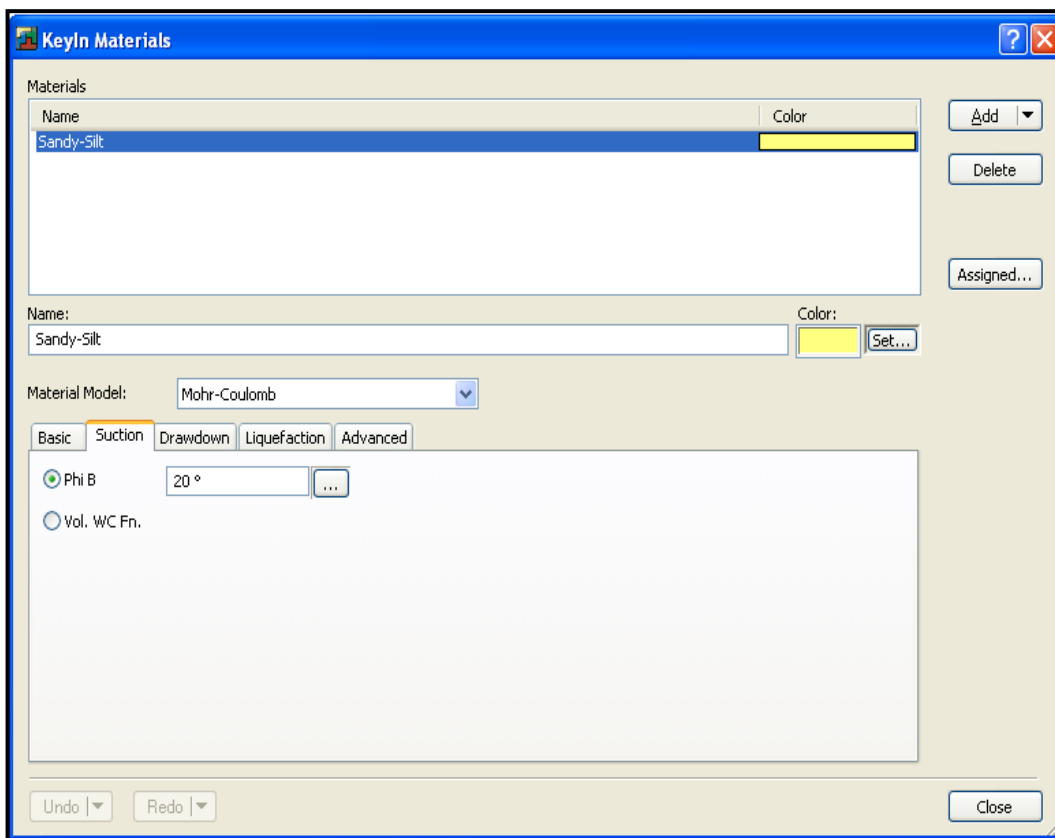 KeyIn Materials
Materials
Name Color
Add
Sandy-Silt
Delete
Assigned...
Name: Color:
Sandy-Silt Set...
Material Model: Mohr-Coulomb
Basic Suction Drawdown Liquefaction Advanced
Phi B 20 ° ...
Vol. WC Fn.
Undo Redo Close